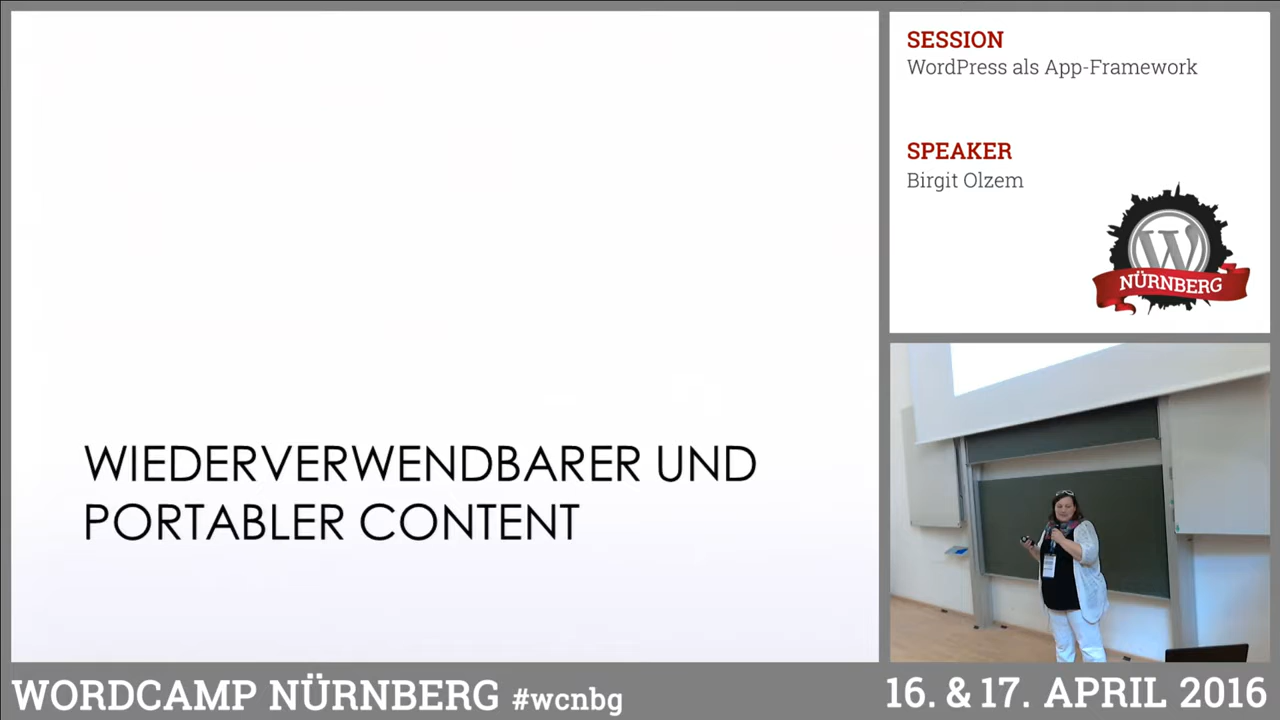 WIEDERVERWENDBARER UND
PORTABLER CONTENT
SESSION
WordPress als App-Framework
SPEAKER
Birgit Olzem
W
NÜRNBERG
WORDCAMP NÜRNBERG #wcnbg
16. & 17. APRIL 2016